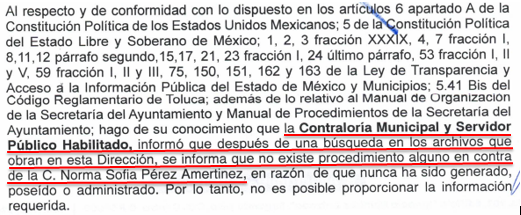 Al respecto y de conformidad con lo dispuesto en los artículos 6 apartado A de la
Constitución Política de los Estados Unidos Mexicanos; 5 de la Constitución Política
del Estado Libre y Soberano de México; 1, 2, 3 fracción XXXIX, 4, 7 fracción I,
8,11,12 párrafo segundo,15,17, 21, 23 fracción I, 24 último párrafo, 53 fracción I, II
y V, 59 fracción I, II y III, 75, 150, 151, 162 y 163 de la Ley de Transparencia y
Acceso a la Información Pública del Estado de México y Municipios; 5.41 Bis del
Código Reglamentario de Toluca; además de lo relativo al Manual de Organización
de la Secretaría del Ayuntamiento y Manual de Procedimientos de la Secretaría del
Ayuntamiento; hago de su conocimiento que la Contraloría Municipal y Servidor
Público Habilitado, informó que después de una búsqueda en los archivos que
obran en esta Dirección, se informa que no existe procedimiento alguno en contra
de la C. Norma Sofía Pérez Amertinez, en razón de que nunca ha sido generado,
poseído o administrado. Por lo tanto, no es posible proporcionar la información
requerida.